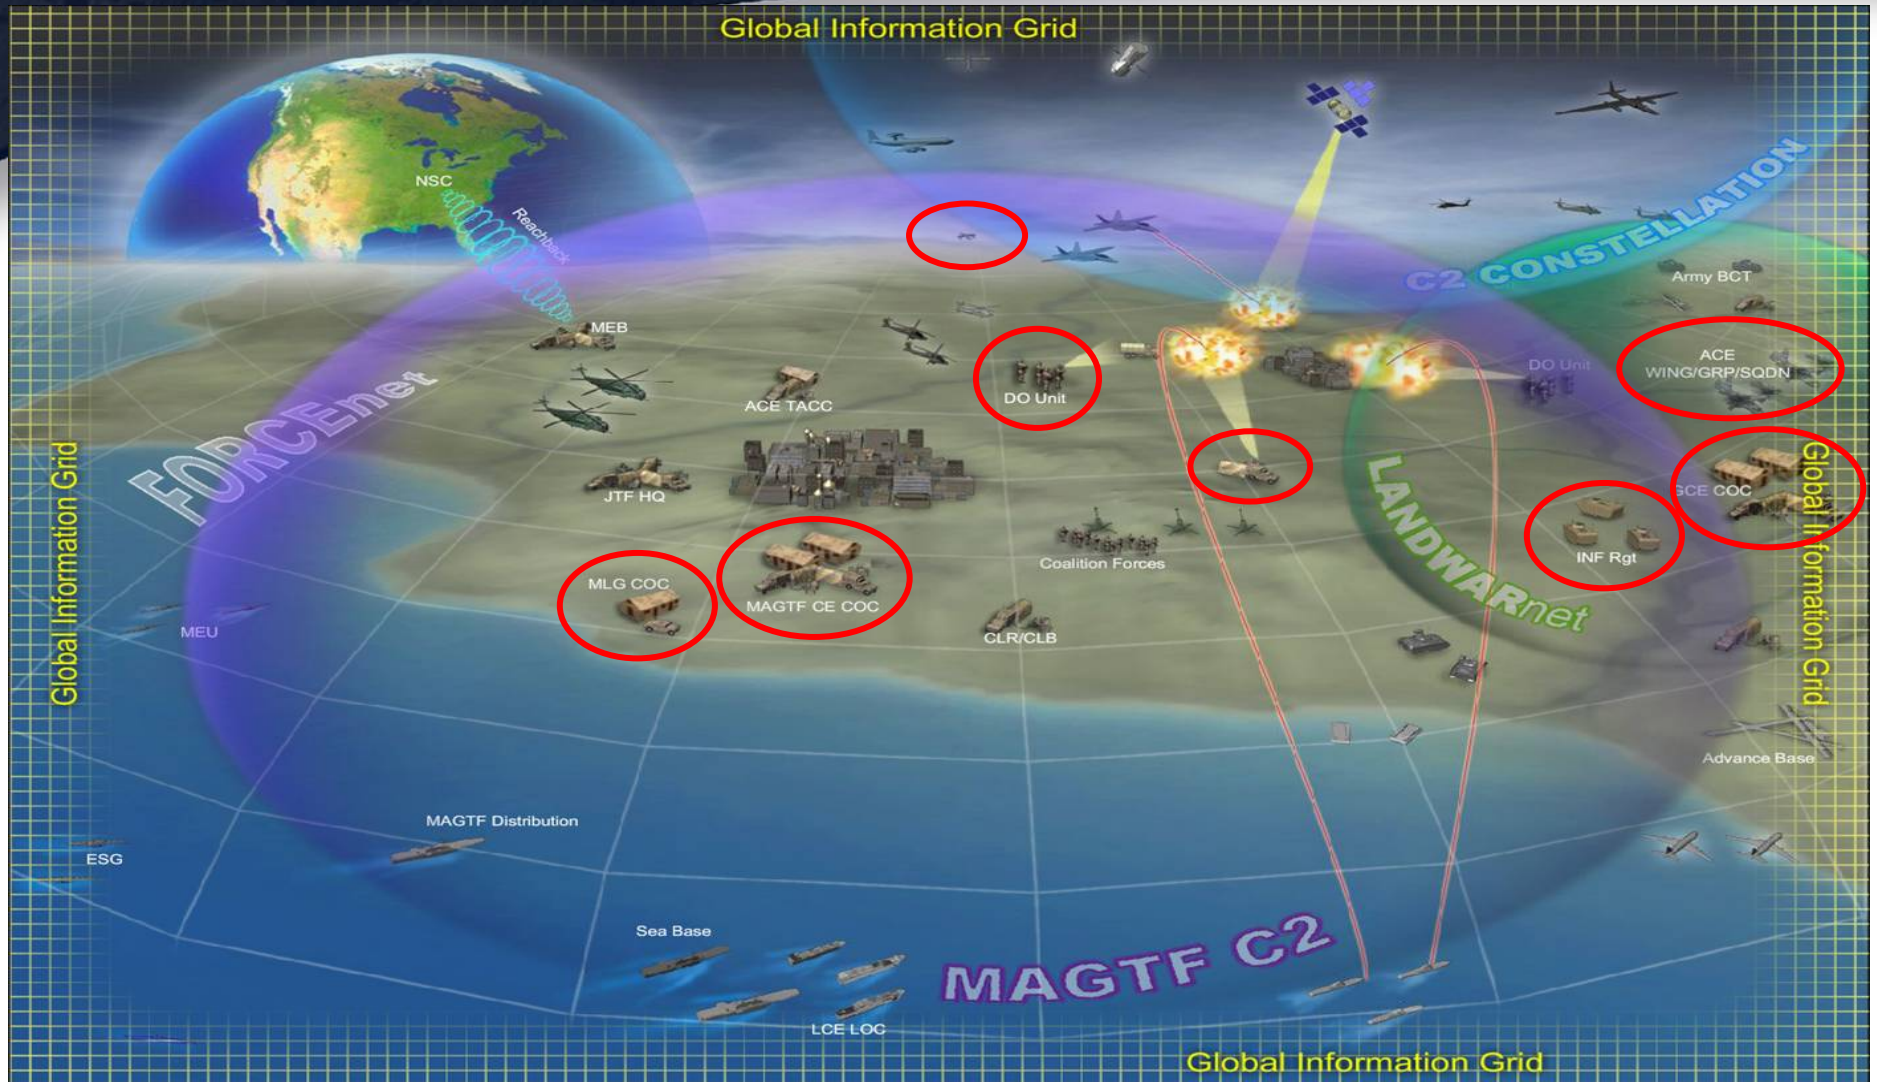 Global Information Grid
NSC
Reachback
C2 CONSTELLATION
Army BCT
MEB
ACE
WING/GRP/SQDN
DO Unit
DO Unit
ACE TACC
FORCEnet
Global Information Grid
JTF HQ
GCE COC
Global Information Grid
LANDWARnet
INF Rgt
Coalition Forces
MLG COC
MAGTF CE COC
CLR/CLB
MEU
Advance Base
MAGTF Distribution
ESG
Sea Base
MAGTF C2
LCE LOC
Global Information Grid